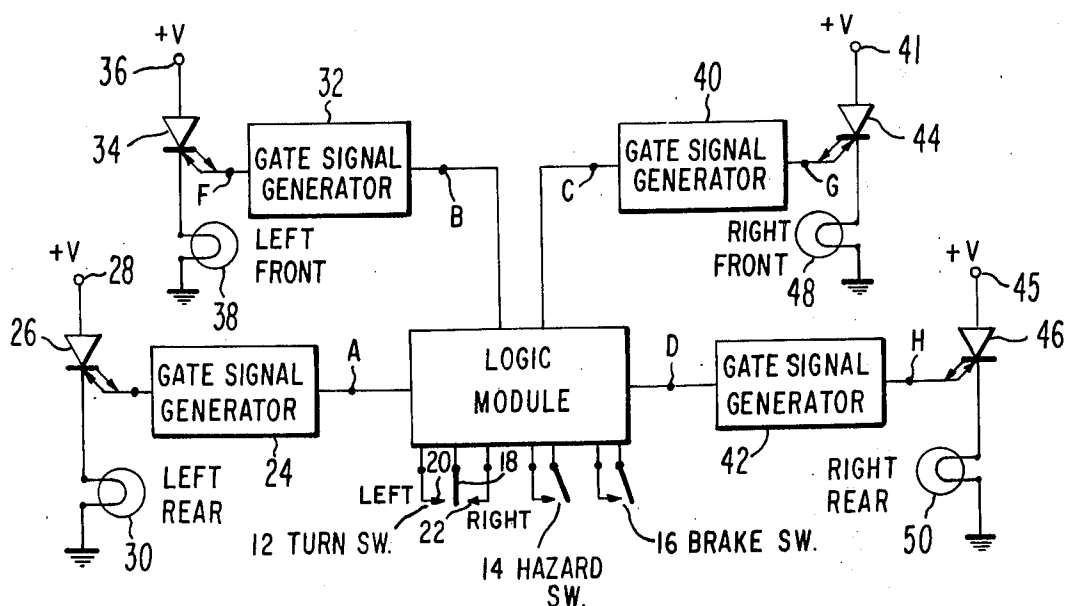 +V
36
34
F
32
GATE SIGNAL
GENERATOR
B
LEFT
FRONT
38
+V
41
40
GATE SIGNAL
GENERATOR
C
G
44
RIGHT
FRONT
48
+V
28
26
GATE SIGNAL
GENERATOR
24
A
LEFT
REAR
30
LOGIC
MODULE
D
GATE SIGNAL
GENERATOR
42
H
+V
45
46
RIGHT
REAR
50
LEFT
20
18
22
RIGHT
12 TURN SW.
14 HAZARD
SW.
16 BRAKE SW.